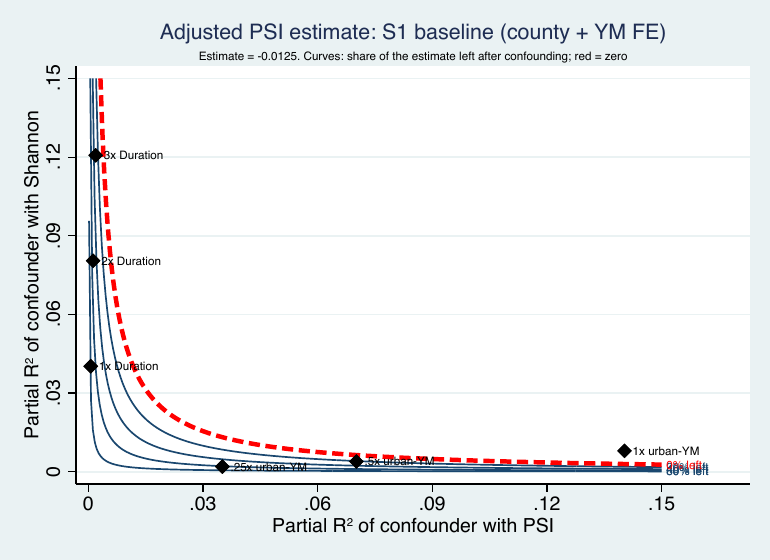 Adjusted PSI estimate: S1 baseline (county + YM FE)
Estimate = -0.0125. Curves: share of the estimate left after confounding; red = zero
Partial R² of confounder with Shannon
.15
.12
.09
.06
.03
0
3x Duration
2x Duration
1x Duration
.25x urban-YM
.5x urban-YM
1x urban-YM
0% left
0
.03
.06
.09
.12
.15
Partial R² of confounder with PSI